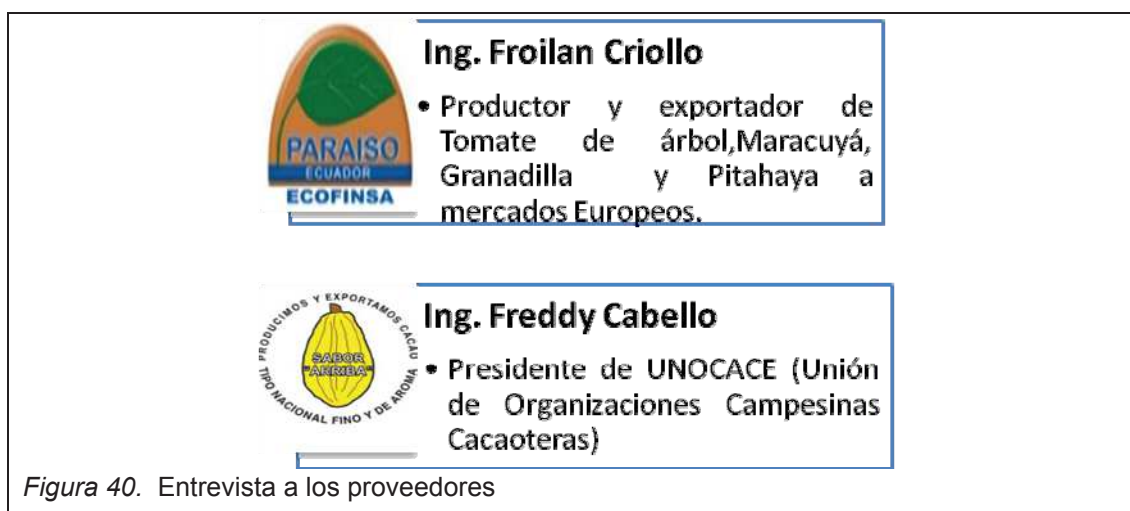 Ing. Froilan Criollo
• Productor y exportador de
Tomate de árbol,Maracuyá,
Granadilla y Pitahaya a
mercados Europeos.
PARAISO
ECUADOR
ECOFINSA
Ing. Freddy Cabello
• Presidente de UNOCACE (Unión
de Organizaciones Campesinas
Cacaoteras)
PRODUCIMOS Y EXPORTAMOS CACAO
TIPO NACIONAL FINO Y DE AROMA
SABOR
"ARRIBA"
Figura 40. Entrevista a los proveedores